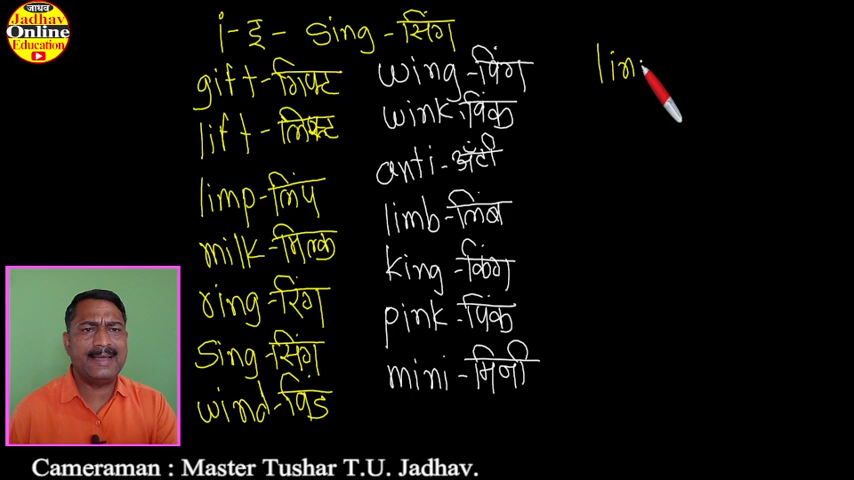 जाधव
Jadhav
Online
Education
i - इ - sing - सिंग
gift - गिफ्ट
lift - लिफ्ट
limp - लिंप
milk - मिल्क
ring - रिंग
sing - सिंग
wind - विंड
wing - विंग
wink - विंक
anti - अँटी
limb - लिंब
king - किंग
pink - पिंक
mini - मिनी
lin
Cameraman : Master Tushar T.U. Jadhav.